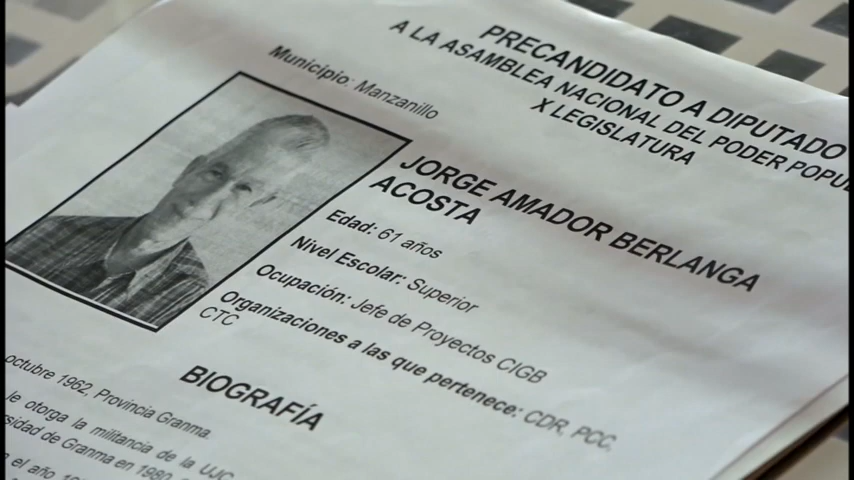 PRECANDIDATO A DIPUTADO
A LA ASAMBLEA NACIONAL DEL PODER
X LEGISLATURA
Municipio: Manzanillo
JORGE AMADOR BERLANGA
ACOSTA
Edad: 61 años
Nivel Escolar: Superior
Ocupación: Jefe de Proyectos CIGB
Organizaciones a las que pertenece: CDR, PCC,
CTC
BIOGRAFÍA
octubre 1962, Provincia Granma.
le otorga la militancia de la UJC
de Granma en 1980
el año